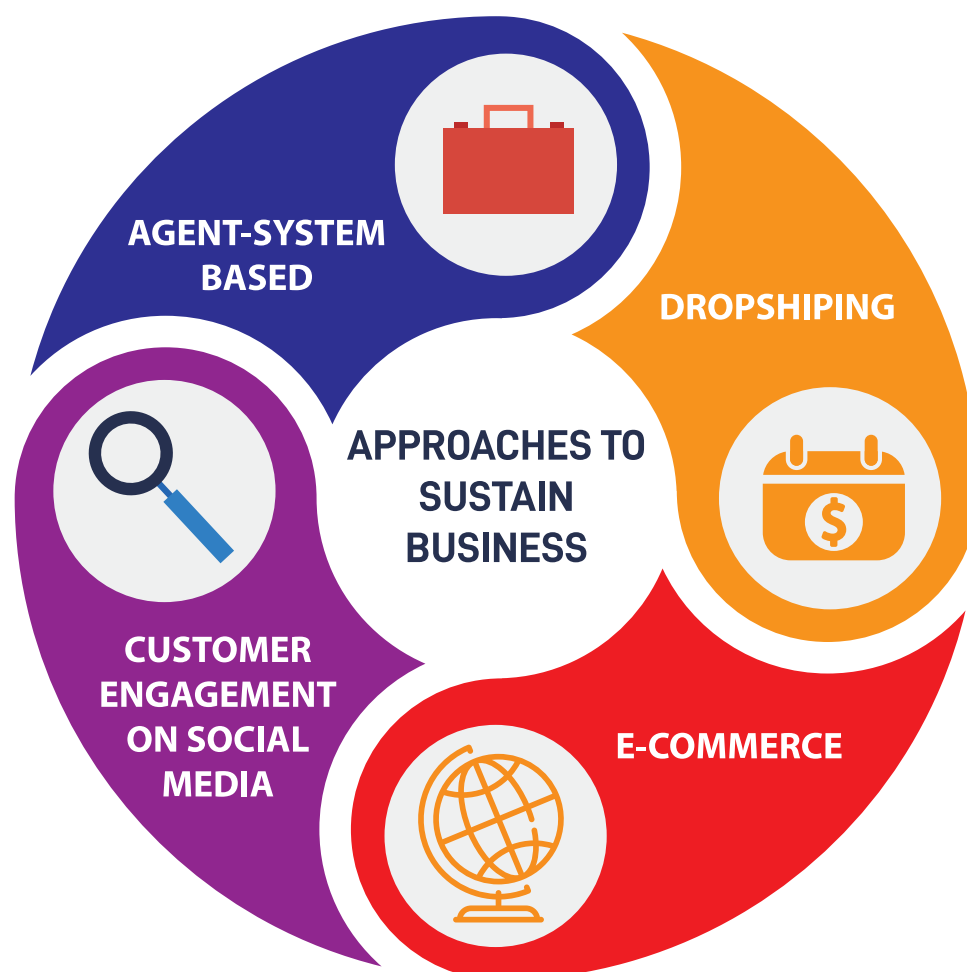 AGENT-SYSTEM
BASED
DROPSHIPING
APPROACHES TO
SUSTAIN
BUSINESS
$
CUSTOMER
ENGAGEMENT
ON SOCIAL
MEDIA
E-COMMERCE